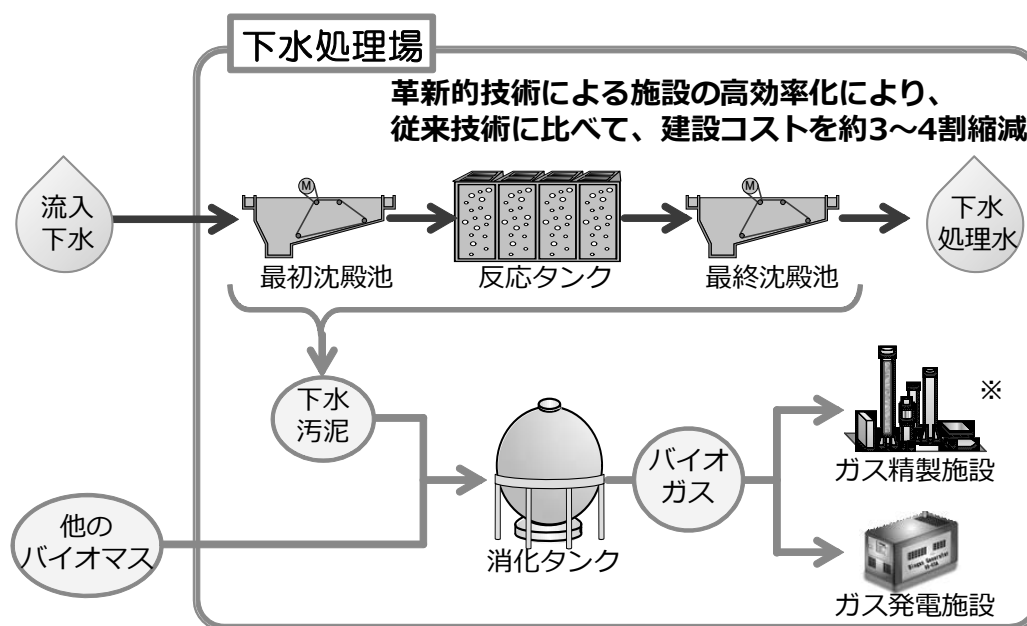 下水処理場
革新的技術による施設の高効率化により、
従来技術に比べて、建設コストを約3～4割縮減
流入
下水
M
M
下水
処理水
最初沈殿池
反応タンク
最終沈殿池
下水
汚泥
※
バイオ
ガス
ガス精製施設
他の
バイオマス
消化タンク
ガス発電施設